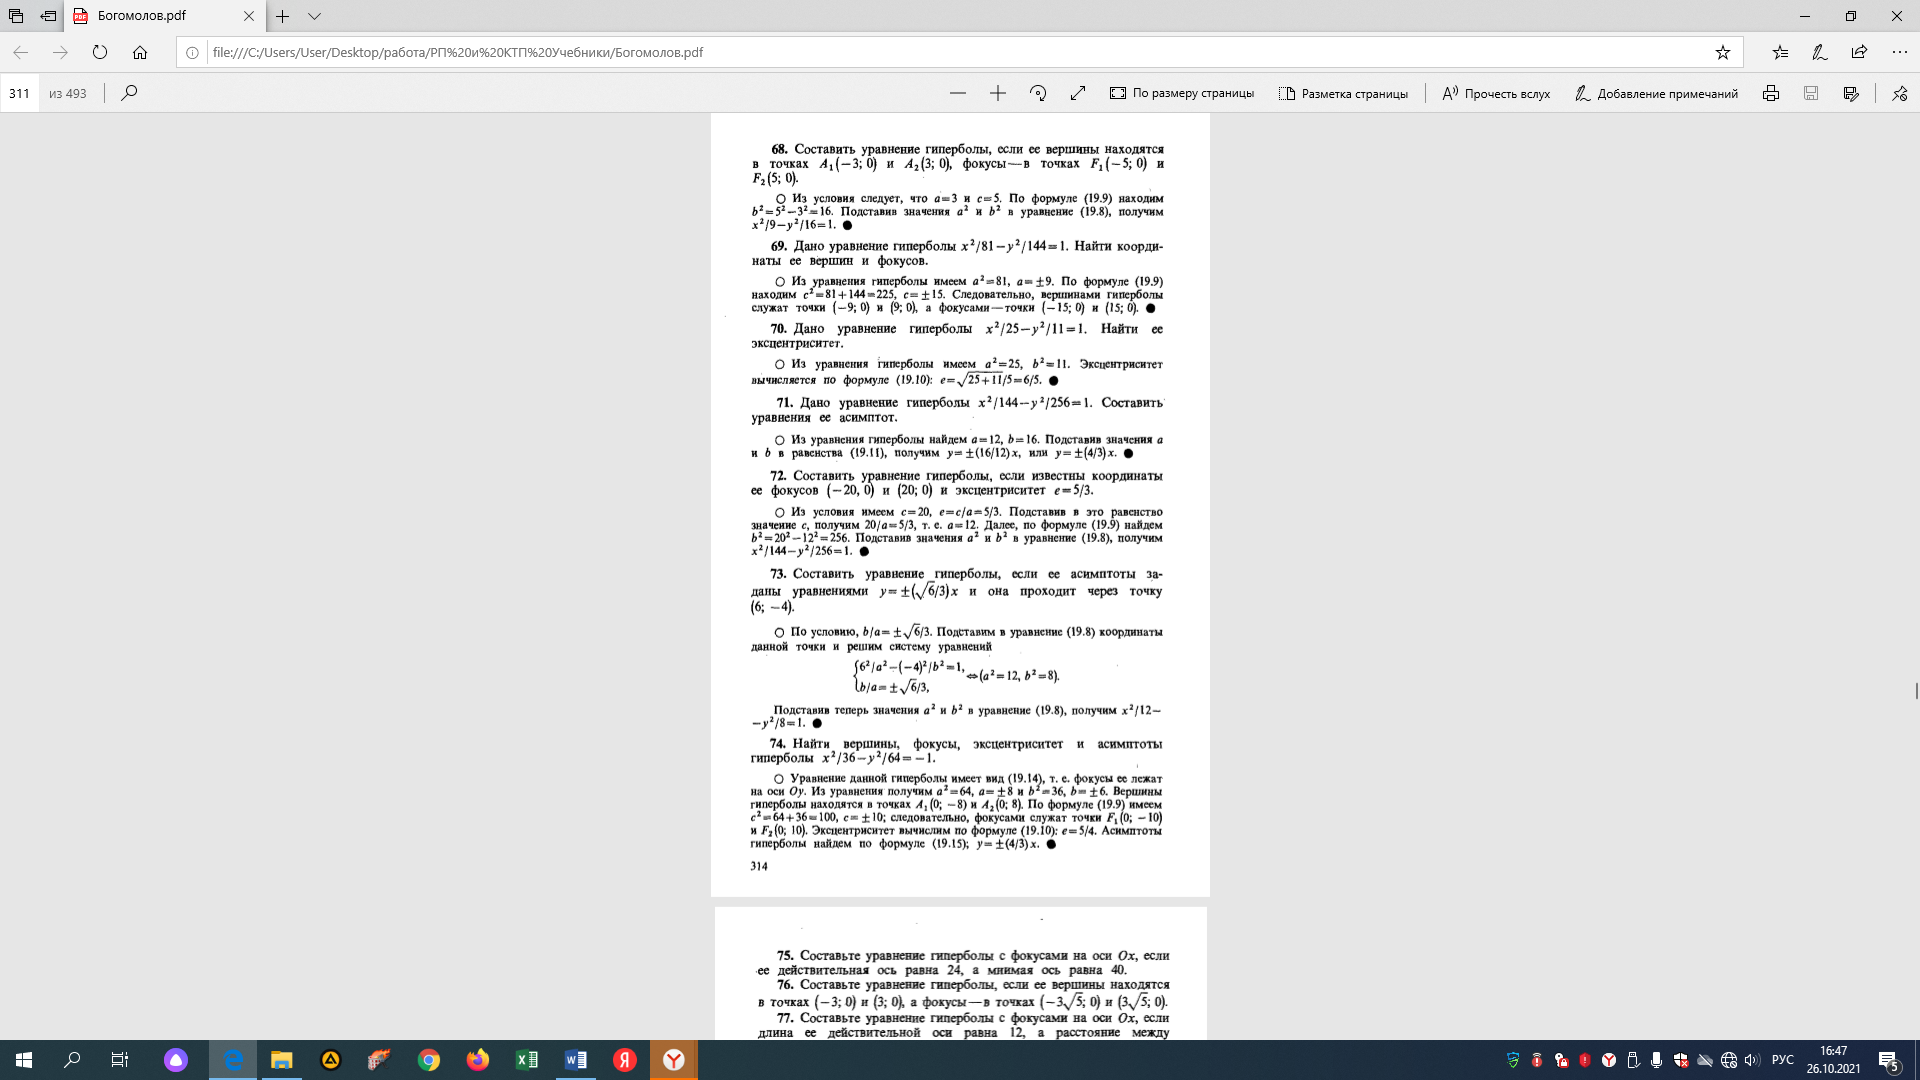 Богомолов.pdf
file:///C:/Users/User/Desktop/работа/РП%20и%20КТП%20Учебники/Богомолов.pdf
311 из 493
По размеру страницы
Разметка страницы
Прочесть вслух
Добавление примечаний
68. Составить уравнение гиперболы, если ее вершины находятся
в точках A₁(−3; 0) и A₂(3; 0), фокусы—в точках F₁(−5; 0) и
F₂(5; 0).
○ Из условия следует, что a=3 и c=5. По формуле (19.9) находим
b²=5²−3²=16. Подставив значения a² и b² в уравнение (19.8), получим
x²/9−y²/16=1. ●
69. Дано уравнение гиперболы x²/81−y²/144=1. Найти коорди-
наты ее вершин и фокусов.
○ Из уравнения гиперболы имеем a²=81, a=±9. По формуле (19.9)
находим c²=81+144=225, c=±15. Следовательно, вершинами гиперболы
служат точки (−9; 0) и (9; 0), а фокусами—точки (−15; 0) и (15; 0). ●
70. Дано уравнение гиперболы x²/25−y²/11=1. Найти ее
эксцентриситет.
○ Из уравнения гиперболы имеем a²=25, b²=11. Эксцентриситет
вычисляется по формуле (19.10): e=√25+11/5=6/5. ●
71. Дано уравнение гиперболы x²/144−y²/256=1. Составить
уравнения ее асимптот.
○ Из уравнения гиперболы найдем a=12, b=16. Подставив значения a
и b в равенства (19.11), получим y=±(16/12)x, или y=±(4/3)x. ●
72. Составить уравнение гиперболы, если известны координаты
ее фокусов (−20, 0) и (20; 0) и эксцентриситет e=5/3.
○ Из условия имеем c=20, e=c/a=5/3. Подставив в это равенство
значение c, получим 20/a=5/3, т. е. a=12. Далее, по формуле (19.9) найдем
b²=20²−12²=256. Подставив значения a² и b² в уравнение (19.8), получим
x²/144−y²/256=1. ●
73. Составить уравнение гиперболы, если ее асимптоты за-
даны уравнениями y=±(√6/3)x и она проходит через точку
(6; −4).
○ По условию, b/a=±√6/3. Подставим в уравнение (19.8) координаты
данной точки и решим систему уравнений
{6²/a²−(−4)²/b²=1,
b/a=±√6/3, ⇔(a²=12, b²=8).
Подставив теперь значения a² и b² в уравнение (19.8), получим x²/12−
−y²/8=1. ●
74. Найти вершины, фокусы, эксцентриситет и асимптоты
гиперболы x²/36−y²/64=−1.
○ Уравнение данной гиперболы имеет вид (19.14), т. е. фокусы ее лежат
на оси Oy. Из уравнения получим a²=64, a=±8 и b²=36, b=±6. Вершины
гиперболы находятся в точках A₁(0; −8) и A₂(0; 8). По формуле (19.9) имеем
c²=64+36=100, c=±10; следовательно, фокусами служат точки F₁(0; −10)
и F₂(0; 10). Эксцентриситет вычислим по формуле (19.10): e=5/4. Асимптоты
гиперболы найдем по формуле (19.15); y=±(4/3)x. ●
314
75. Составьте уравнение гиперболы с фокусами на оси Ox, если
ее действительная ось равна 24, а мнимая ось равна 40.
76. Составьте уравнение гиперболы, если ее вершины находятся
в точках (−3; 0) и (3; 0), а фокусы—в точках (−3√5; 0) и (3√5; 0).
77. Составьте уравнение гиперболы с фокусами на оси Ox, если
длина ее действительной оси равна 12, а расстояние между
РУС
16:47
26.10.2021
5